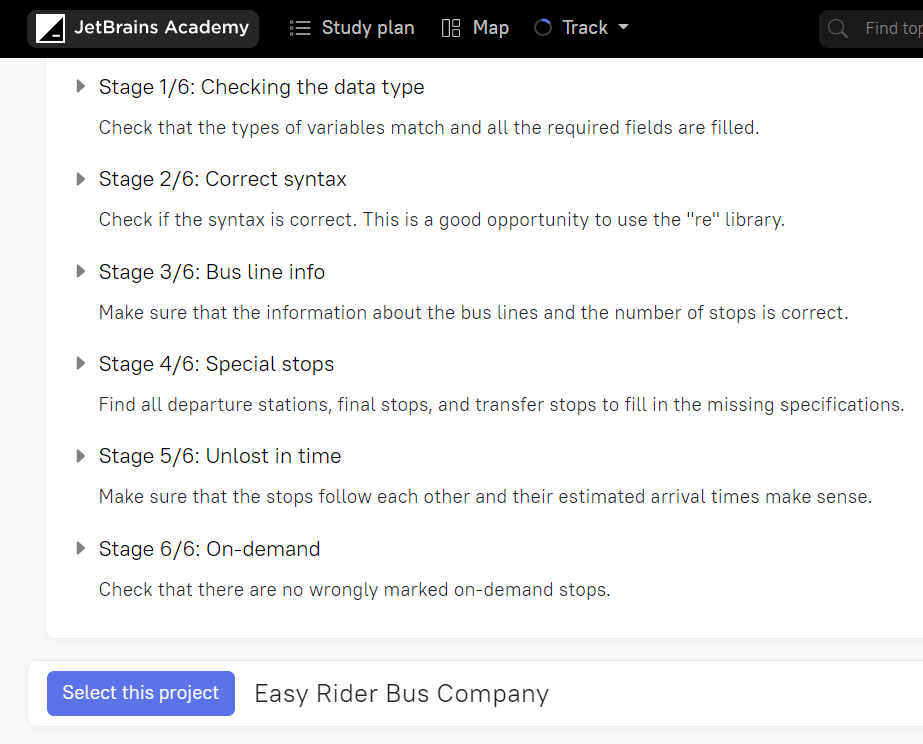 JetBrains Academy Study plan Map Track Find top
Stage 1/6: Checking the data type
Check that the types of variables match and all the required fields are filled.
Stage 2/6: Correct syntax
Check if the syntax is correct. This is a good opportunity to use the "re" library.
Stage 3/6: Bus line info
Make sure that the information about the bus lines and the number of stops is correct.
Stage 4/6: Special stops
Find all departure stations, final stops, and transfer stops to fill in the missing specifications.
Stage 5/6: Unlost in time
Make sure that the stops follow each other and their estimated arrival times make sense.
Stage 6/6: On-demand
Check that there are no wrongly marked on-demand stops.
Select this project Easy Rider Bus Company